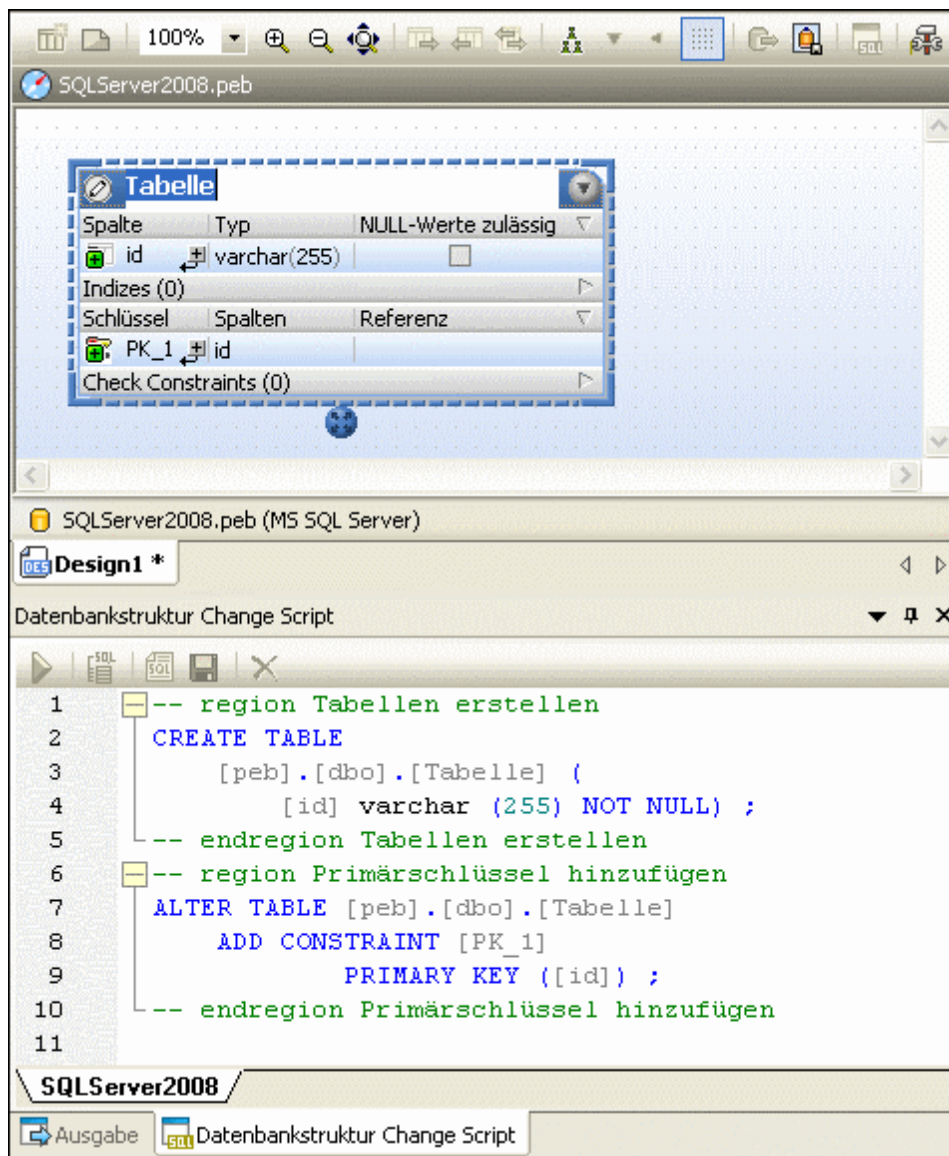 100%
SQLServer2008.peb
Tabelle
Spalte Typ NULL-Werte zulässig
id varchar(255)
Indizes (0)
Schlüssel Spalten Referenz
PK_1 id
Check Constraints (0)
SQLServer2008.peb (MS SQL Server)
DES Design1 *
Datenbankstruktur Change Script
SQL SQL
1 -- region Tabellen erstellen
2 CREATE TABLE
3 [peb].[dbo].[Tabelle] (
4 [id] varchar (255) NOT NULL) ;
5 -- endregion Tabellen erstellen
6 -- region Primärschlüssel hinzufügen
7 ALTER TABLE [peb].[dbo].[Tabelle]
8 ADD CONSTRAINT [PK_1]
9 PRIMARY KEY ([id]) ;
10 -- endregion Primärschlüssel hinzufügen
11
SQLServer2008
Ausgabe SQL Datenbankstruktur Change Script